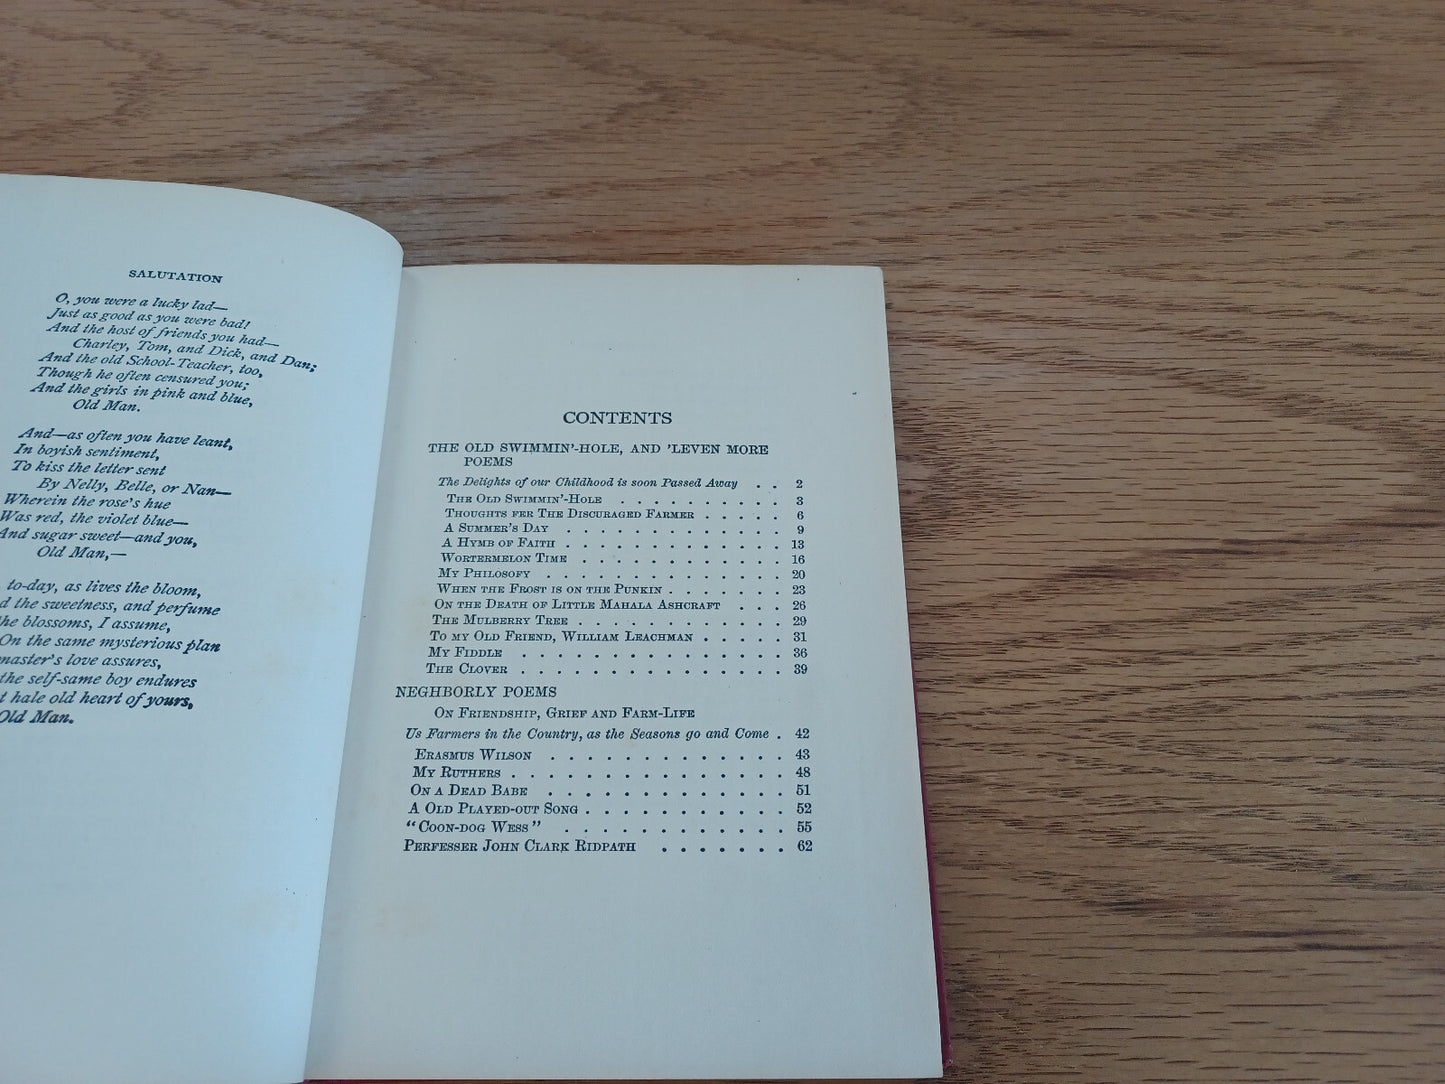 SALUTATION
O, you were a lucky lad—
Just as good as you were bad!
And the host of friends you had—
Charley, Tom, and Dick, and Dan;
And the old School-Teacher, too,
Though he often censured you;
And the girls in pink and blue,
Old Man.
And—as often you have leant,
In boyish sentiment,
To kiss the letter sent
By Nelly, Belle, or Nan—
Wherein the rose's hue
Was red, the violet blue—
And sugar sweet—and you,
Old Man,—
to-day, as lives the bloom,
the sweetness, and perfume
blossoms, I assume,
On the same mysterious plan
master's love assures,
the self-same boy endures
hale old heart of yours,
Old Man.
CONTENTS
THE OLD SWIMMIN'-HOLE, AND 'LEVEN MORE
POEMS
The Delights of our Childhood is soon Passed Away . . 2
The Old Swimmin'-Hole . . . . . . . 3
Thoughts fer The Discuraged Farmer . . . . . 6
A Summer's Day . . . . . . . . . . 9
A Hymb of Faith . . . . . . . . . . 13
Wortermelon Time . . . . . . . . . 16
My Philosofy . . . . . . . . . . . 20
When the Frost is on the Punkin . . . . . . 23
On the Death of Little Mahala Ashcraft . . . 26
The Mulberry Tree . . . . . . . . . . 29
To my Old Friend, William Leachman . . . . . 31
My Fiddle . . . . . . . . . . . . 36
The Clover . . . . . . . . . . . . 39
NEGHBORLY POEMS
On Friendship, Grief and Farm-Life
Us Farmers in the Country, as the Seasons go and Come . 42
Erasmus Wilson . . . . . . . . . . . 43
My Ruthers . . . . . . . . . . . . . 48
On a Dead Babe . . . . . . . . . . . 51
A Old Played-out Song . . . . . . . . . 52
"Coon-dog Wess" . . . . . . . . . . 55
Perfesser John Clark Ridpath . . . . . . 62